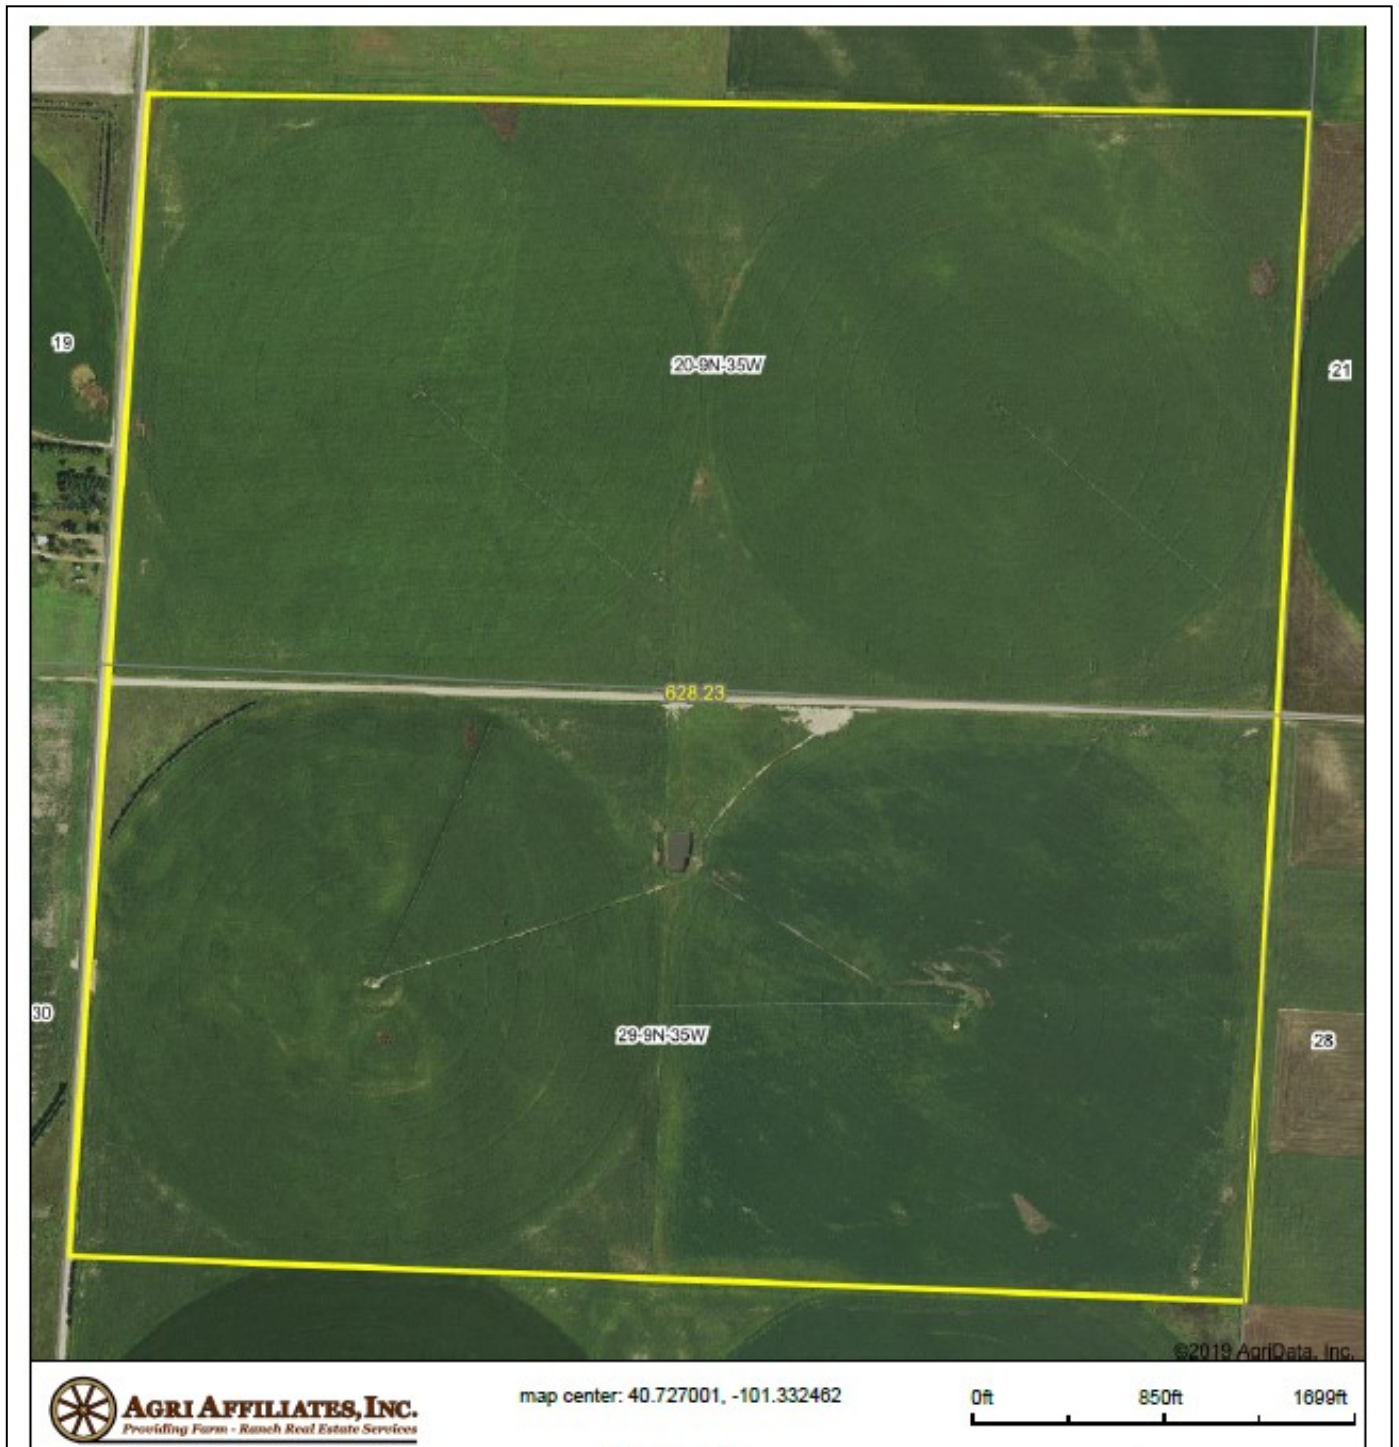 19
20-9N-35W
21
628.23
30
29-9N-35W
28
©2019 AgriData, Inc.
AGRI AFFILIATES, INC.
Providing Farm - Ranch Real Estate Services
map center: 40.727001, -101.332462
0ft 850ft 1699ft